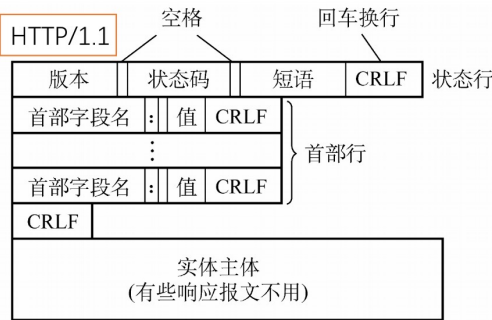 空格
回车换行
HTTP/1.1
版本 状态码 短语 CRLF 状态行
首部字段名 : 值 CRLF
⋮ 首部行
首部字段名 : 值 CRLF
CRLF
实体主体
(有些响应报文不用)